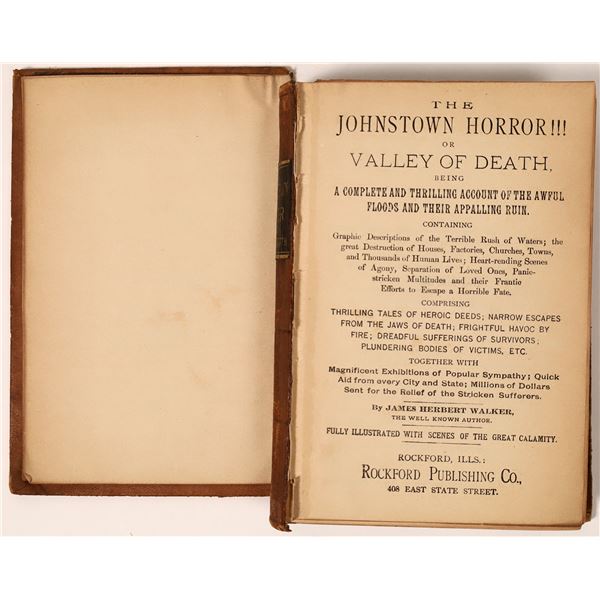 THE
JOHNSTOWN HORROR!!!
OR
VALLEY OF DEATH,
BEING
A COMPLETE AND THRILLING ACCOUNT OF THE AWFUL
FLOODS AND THEIR APPALLING RUIN.
CONTAINING
Graphic Descriptions of the Terrible Rush of Waters; the
great Destruction of Houses, Factories, Churches, Towns,
and Thousands of Human Lives; Heart-rending Scenes
of Agony, Separation of Loved Ones, Panic-
stricken Multitudes and their Frantic
Efforts to Escape a Horrible Fate.
COMPRISING
THRILLING TALES OF HEROIC DEEDS; NARROW ESCAPES
FROM THE JAWS OF DEATH; FRIGHTFUL HAVOC BY
FIRE; DREADFUL SUFFERINGS OF SURVIVORS,
PLUNDERING BODIES OF VICTIMS, ETC.
TOGETHER WITH
Magnificent Exhibitions of Popular Sympathy; Quick
Aid from every City and State; Millions of Dollars
Sent for the Relief of the Stricken Sufferers.
By JAMES HERBERT WALKER,
THE WELL KNOWN AUTHOR.
FULLY ILLUSTRATED WITH SCENES OF THE GREAT CALAMITY.
ROCKFORD, ILLS.:
ROCKFORD PUBLISHING CO.,
408 EAST STATE STREET.